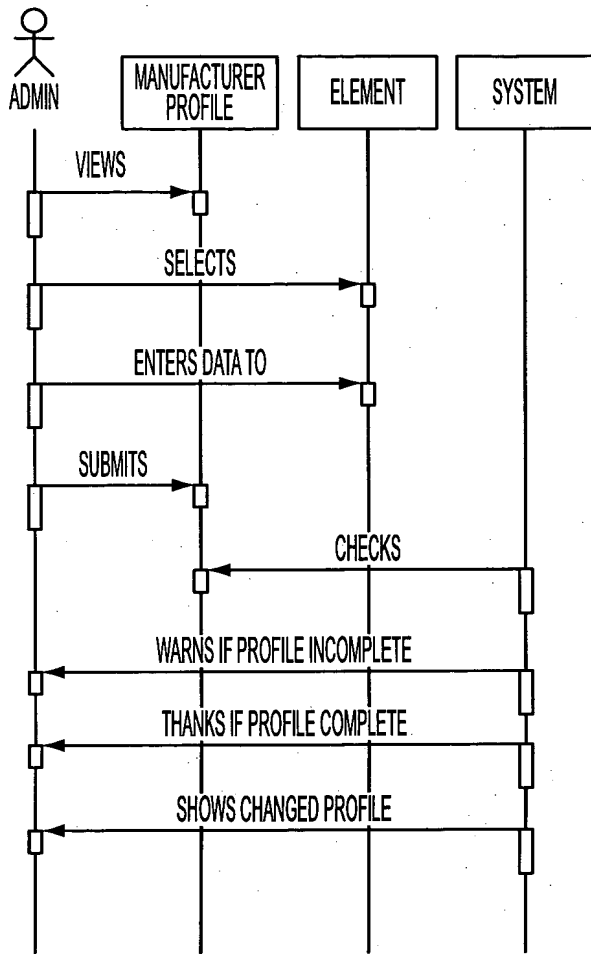 ADMIN
MANUFACTURER
PROFILE
ELEMENT
SYSTEM
VIEWS
SELECTS
ENTERS DATA TO
SUBMITS
CHECKS
WARNS IF PROFILE INCOMPLETE
THANKS IF PROFILE COMPLETE
SHOWS CHANGED PROFILE